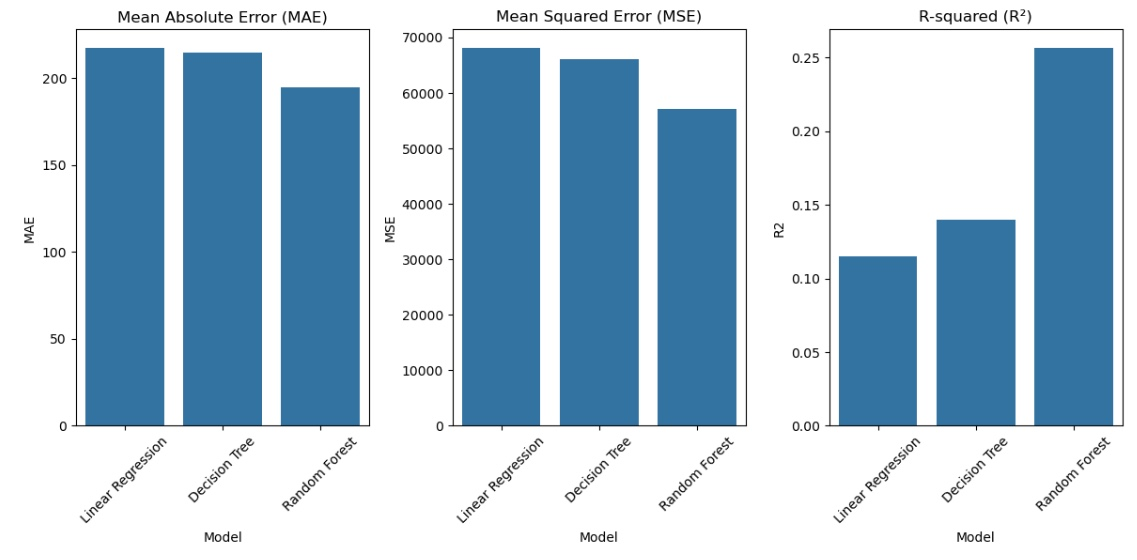 Mean Absolute Error (MAE)
200
150
100
50
0
MAE
Linear Regression
Decision Tree
Random Forest
Model
Mean Squared Error (MSE)
70000
60000
50000
40000
30000
20000
10000
0
MSE
Linear Regression
Decision Tree
Random Forest
Model
R-squared (R²)
0.25
0.20
0.15
0.10
0.05
0.00
R2
Linear Regression
Decision Tree
Random Forest
Model